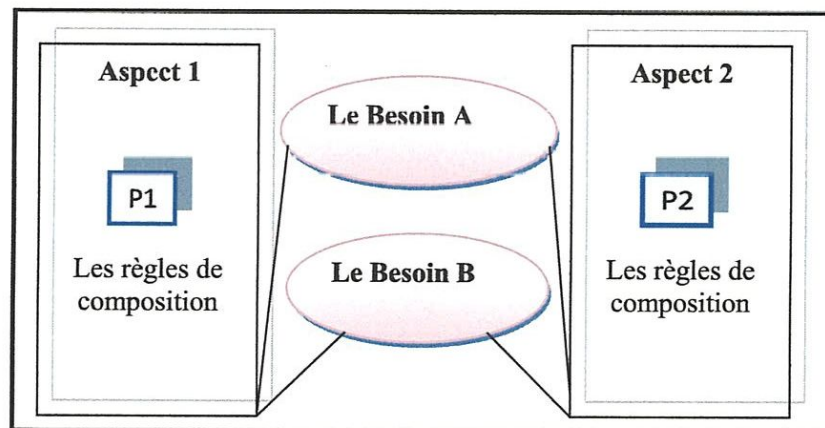 Aspect 1
P1
Les règles de
composition
Le Besoin A
Le Besoin B
Aspect 2
P2
Les règles de
composition